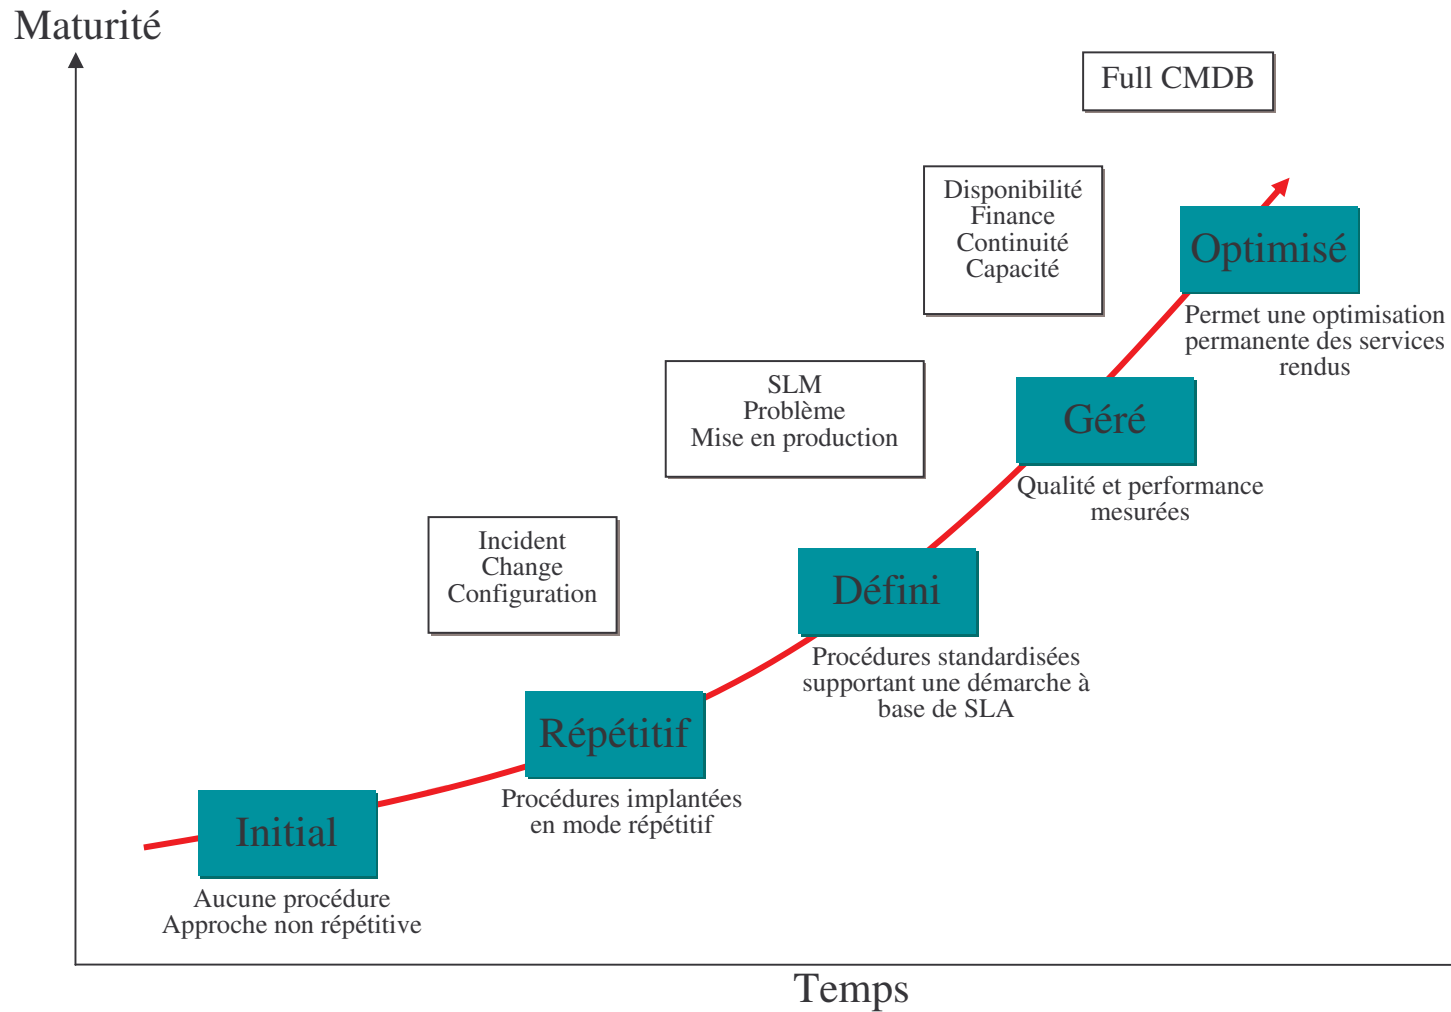 Maturité
Full CMDB
Disponibilité
Finance
Continuité
Capacité
Optimisé
Permet une optimisation
permanente des services
rendus
SLM
Problème
Mise en production
Géré
Qualité et performance
mesurées
Incident
Change
Configuration
Défini
Procédures standardisées
supportant une démarche à
base de SLA
Répétitif
Procédures implantées
en mode répétitif
Initial
Aucune procédure
Approche non répétitive
Temps